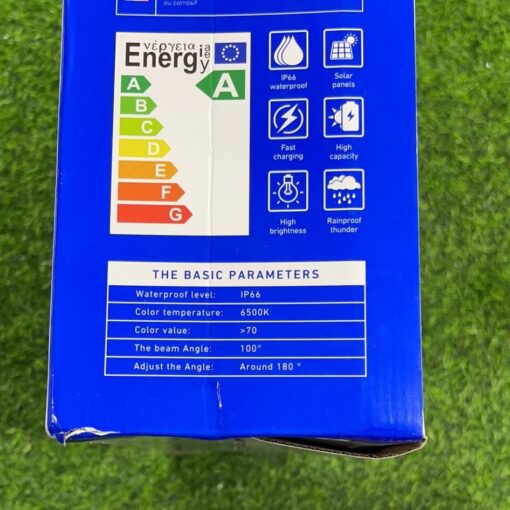 ou corrosif
νέργεια
Energ
i a
e
y
A
A
B
C
D
E
F
G
IP66
waterproof
Solar
panels
Fast
charging
High
capacity
High
brightness
Rainproof
thunder
THE BASIC PARAMETERS
Waterproof level: IP66
Color temperature: 6500K
Color value: >70
The beam Angle: 100°
Adjust the Angle: Around 180 °